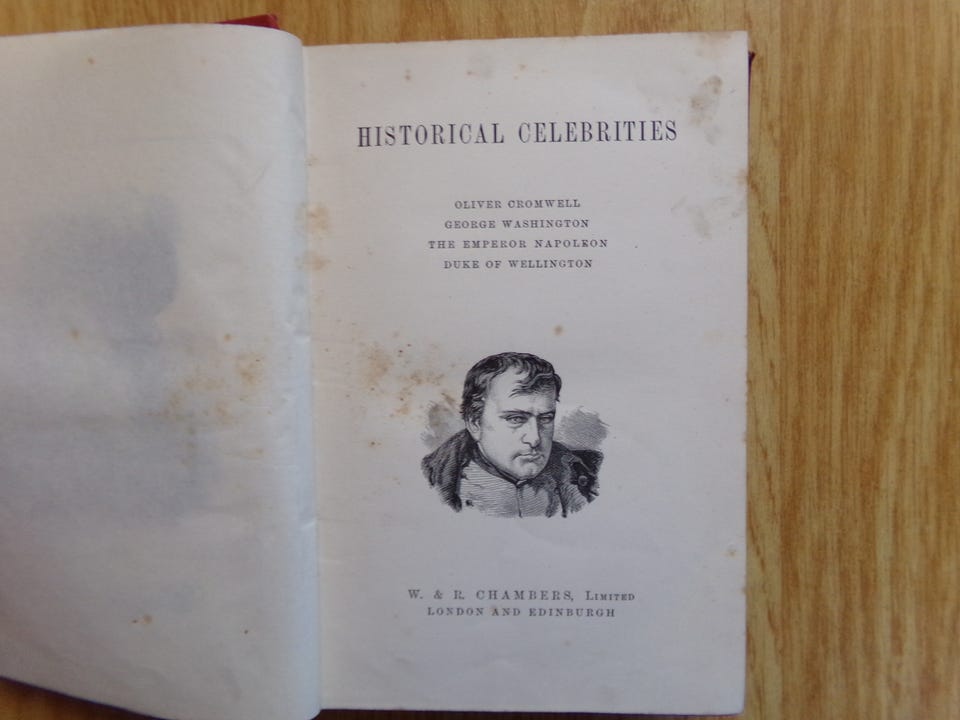 HISTORICAL CELEBRITIES
OLIVER CROMWELL
GEORGE WASHINGTON
THE EMPEROR NAPOLEON
DUKE OF WELLINGTON
W. & R. CHAMBERS, LIMITED
LONDON AND EDINBURGH